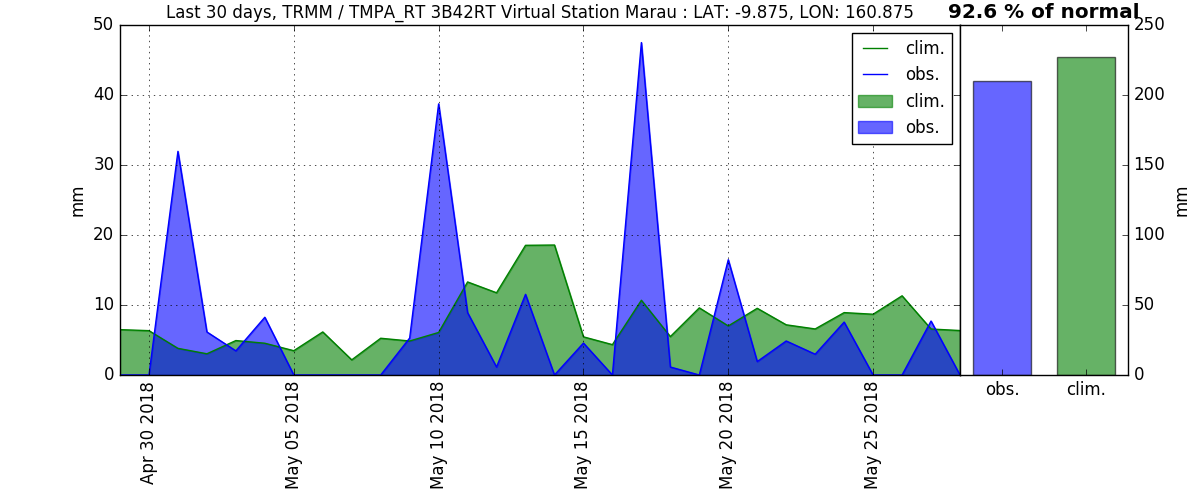 Last 30 days, TRMM / TMPA_RT 3B42RT Virtual Station Marau : LAT: -9.875, LON: 160.875
92.6 % of normal
50
40
30
20
10
0
mm
clim.
obs.
clim.
obs.
250
200
150
100
50
0
mm
Apr 30 2018
May 05 2018
May 10 2018
May 15 2018
May 20 2018
May 25 2018
obs.
clim.